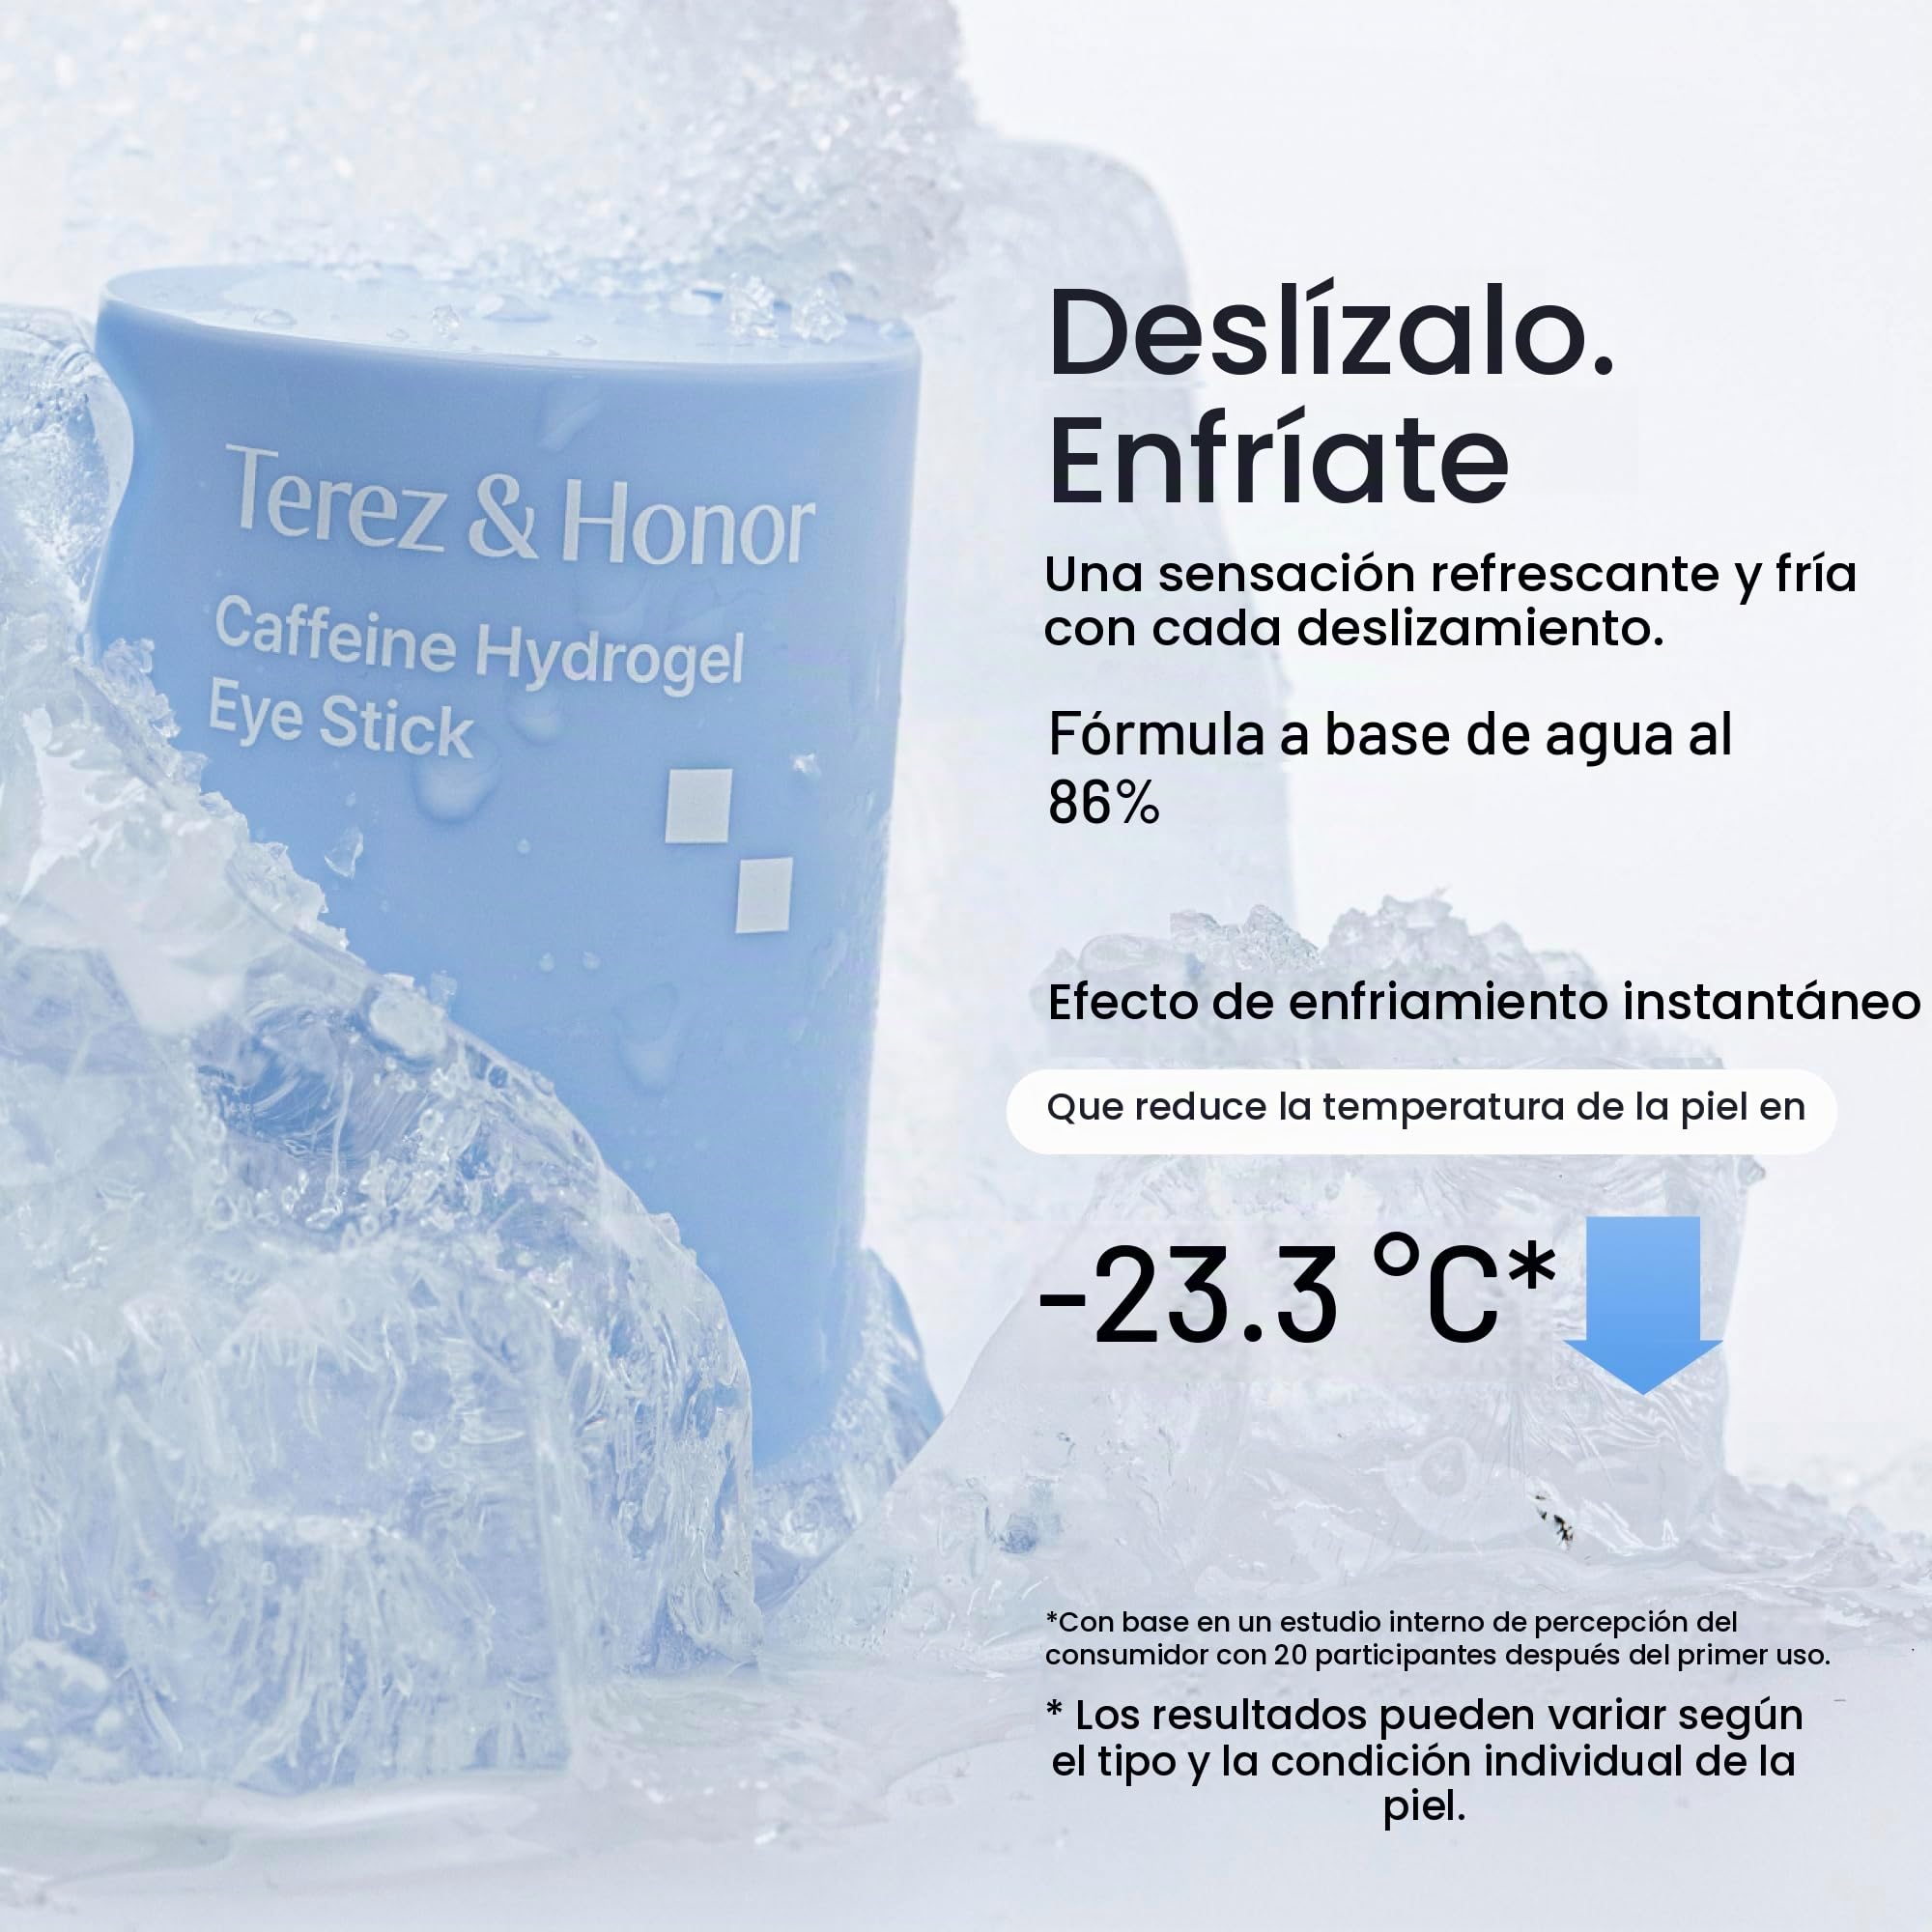 Terez & Honor
Caffeine Hydrogel
Eye Stick
Deslízalo.
Enfríate
Una sensación refrescante y fría
con cada deslizamiento.
Fórmula a base de agua al
86%
Efecto de enfriamiento instantáneo
Que reduce la temperatura de la piel en
-23.3 °C*
*Con base en un estudio interno de percepción del
consumidor con 20 participantes después del primer uso.
* Los resultados pueden variar según
el tipo y la condición individual de la
piel.